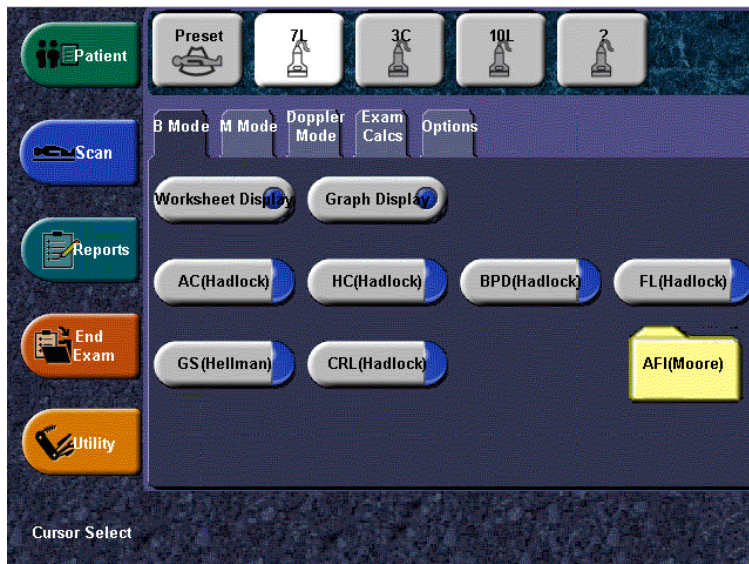 Patient
Preset
7L
3C
10L
?
Scan
B Mode
M Mode
Doppler
Mode
Exam
Calcs
Options
Worksheet Display
Graph Display
Reports
AC(Hadlock)
HC(Hadlock)
BPD(Hadlock)
FL(Hadlock)
End
Exam
GS(Hellman)
CRL(Hadlock)
AFI(Moore)
Utility
Cursor Select